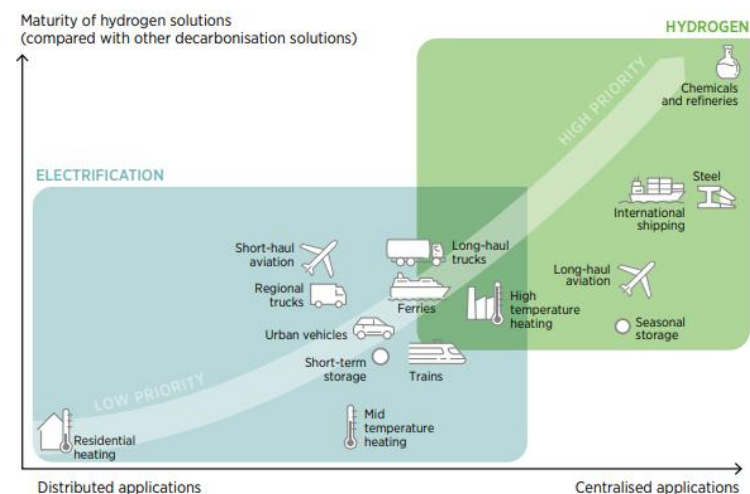 Maturity of hydrogen solutions
(compared with other decarbonisation solutions)
HYDROGEN
Chemicals
and refineries
HIGH PRIORITY
ELECTRIFICATION
Steel
International
shipping
Short-haul
aviation
Long-haul
trucks
Long-haul
aviation
Regional
trucks
Ferries
High
temperature
heating
Seasonal
storage
Urban vehicles
Short-term
storage
Trains
LOW PRIORITY
Mid
temperature
heating
Residential
heating
Distributed applications
Centralised applications